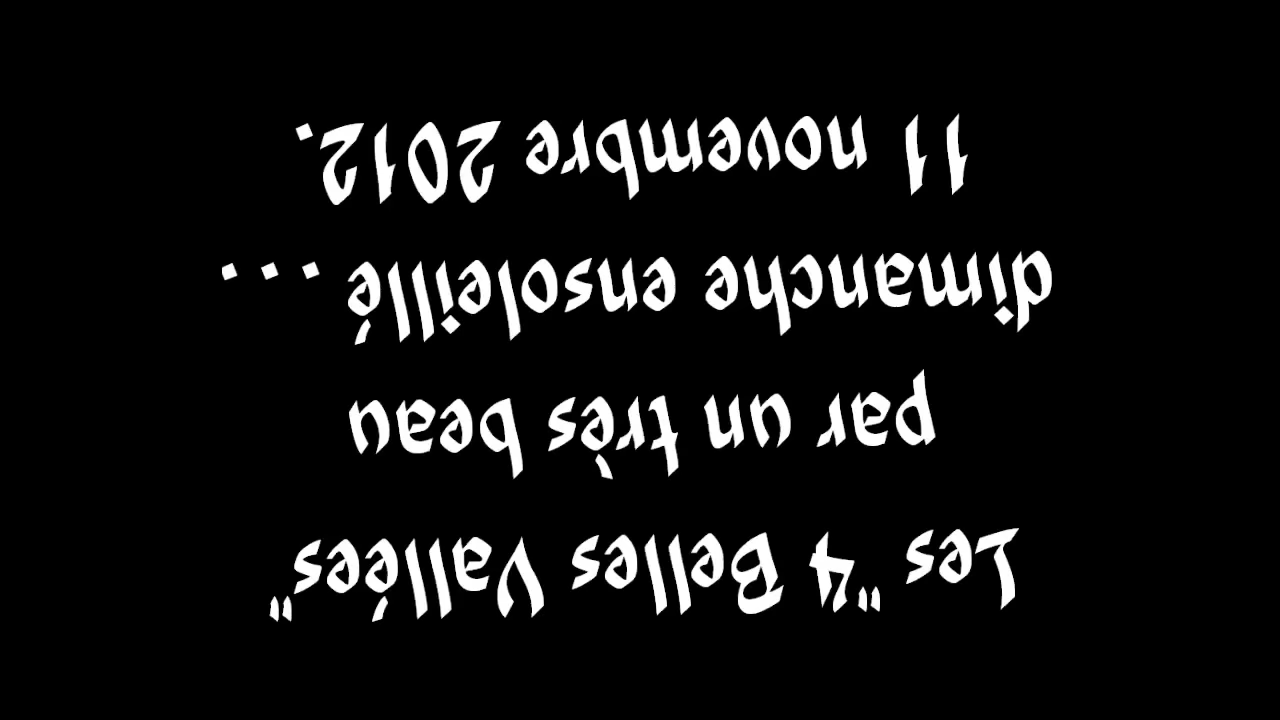 Les "4 Belles Vallées"
par un très beau
dimanche ensoleillé . . .
11 novembre 2012.